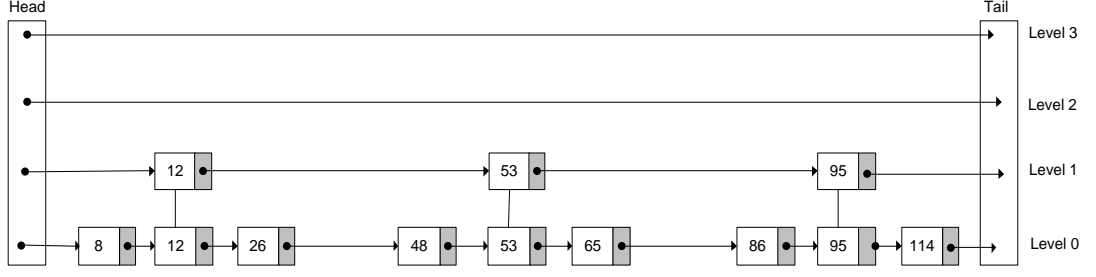 Head Tail
Level 3
Level 2
12 53 95 Level 1
8 12 26 48 53 65 86 95 114 Level 0